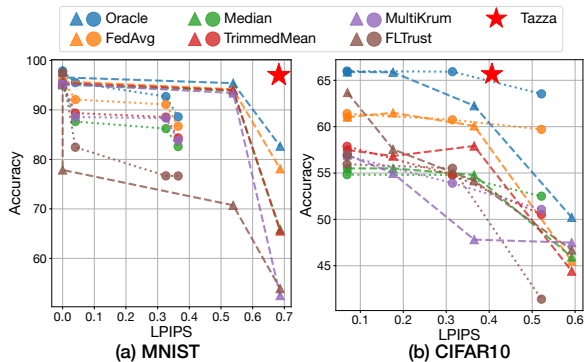 Oracle Median MultiKrum Tazza
FedAvg TrimmedMean FLTrust
100
90
80
70
60
Accuracy
0.0 0.1 0.2 0.3 0.4 0.5 0.6 0.7
LPIPS
(a) MNIST
65
60
55
50
45
Accuracy
0.1 0.2 0.3 0.4 0.5 0.6
LPIPS
(b) CIFAR10